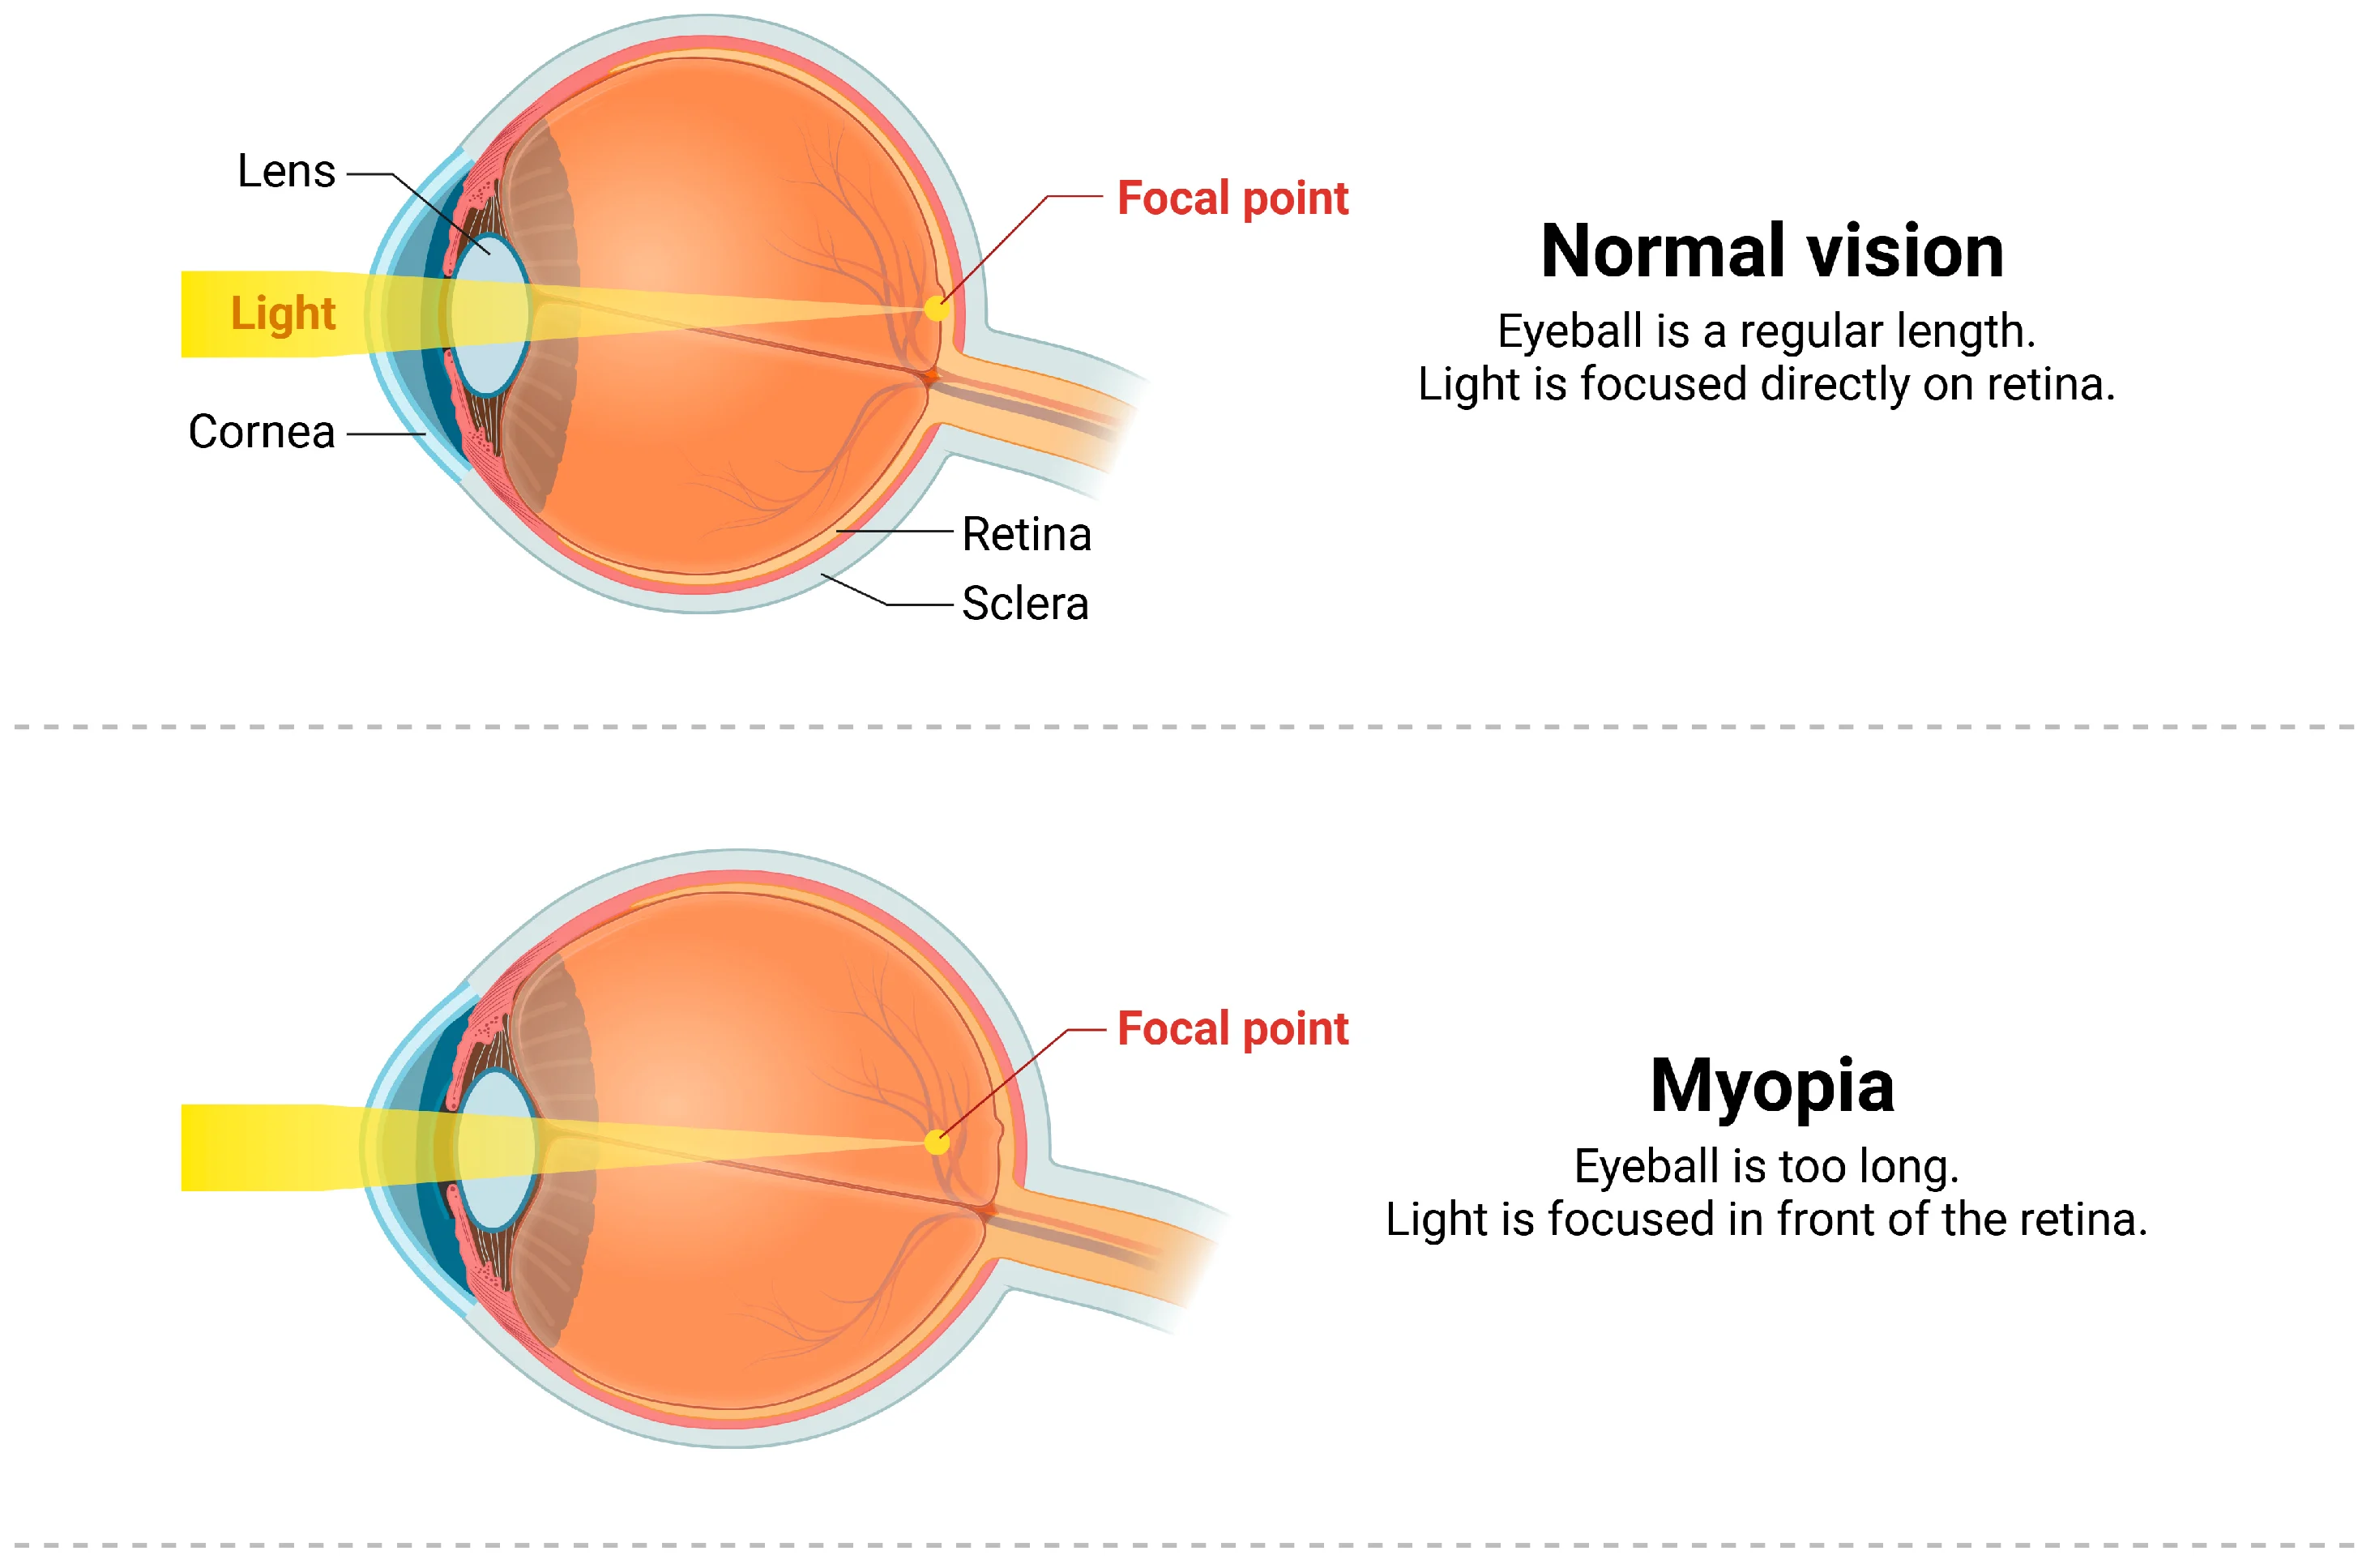 Lens
Focal point
Light
Cornea
Retina
Sclera
Normal vision
Eyeball is a regular length.
Light is focused directly on retina.
Focal point
Myopia
Eyeball is too long.
Light is focused in front of the retina.